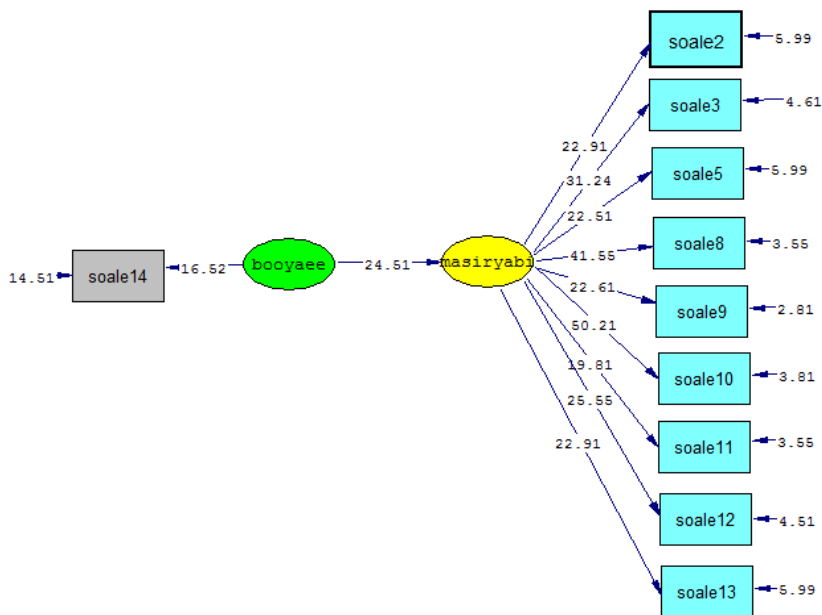 soale2
5.99
soale3
4.61
22.91
31.24
soale5
5.99
22.51
soale8
3.55
41.55
14.51
soale14
16.52
booyaee
24.51
masiryabi
22.61
soale9
2.81
50.21
19.81
soale10
3.81
25.55
22.91
soale11
3.55
soale12
4.51
soale13
5.99